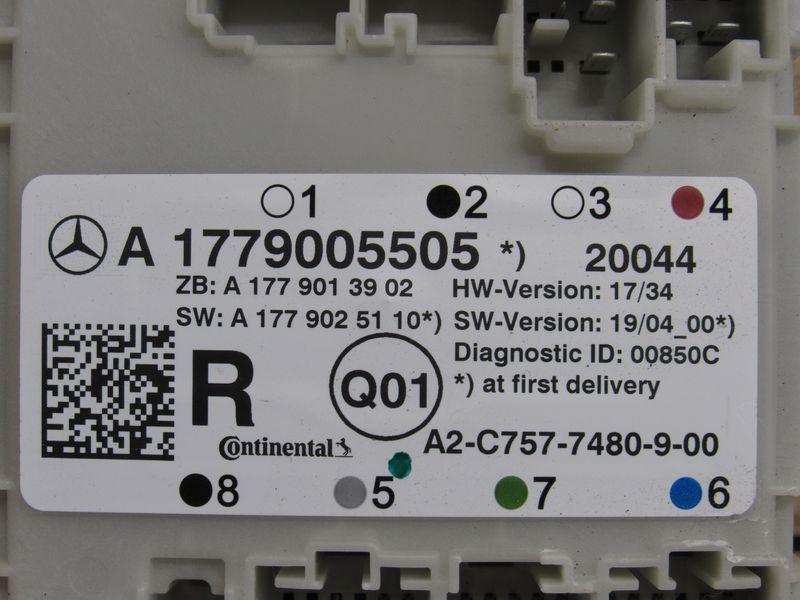 1 2 3 4
A 1779005505 *) 20044
ZB: A 177 901 39 02 HW-Version: 17/34
SW: A 177 902 51 10*) SW-Version: 19/04_00*)
Diagnostic ID: 00850C
R Q01 *) at first delivery
Continental A2-C757-7480-9-00
8 5 7 6